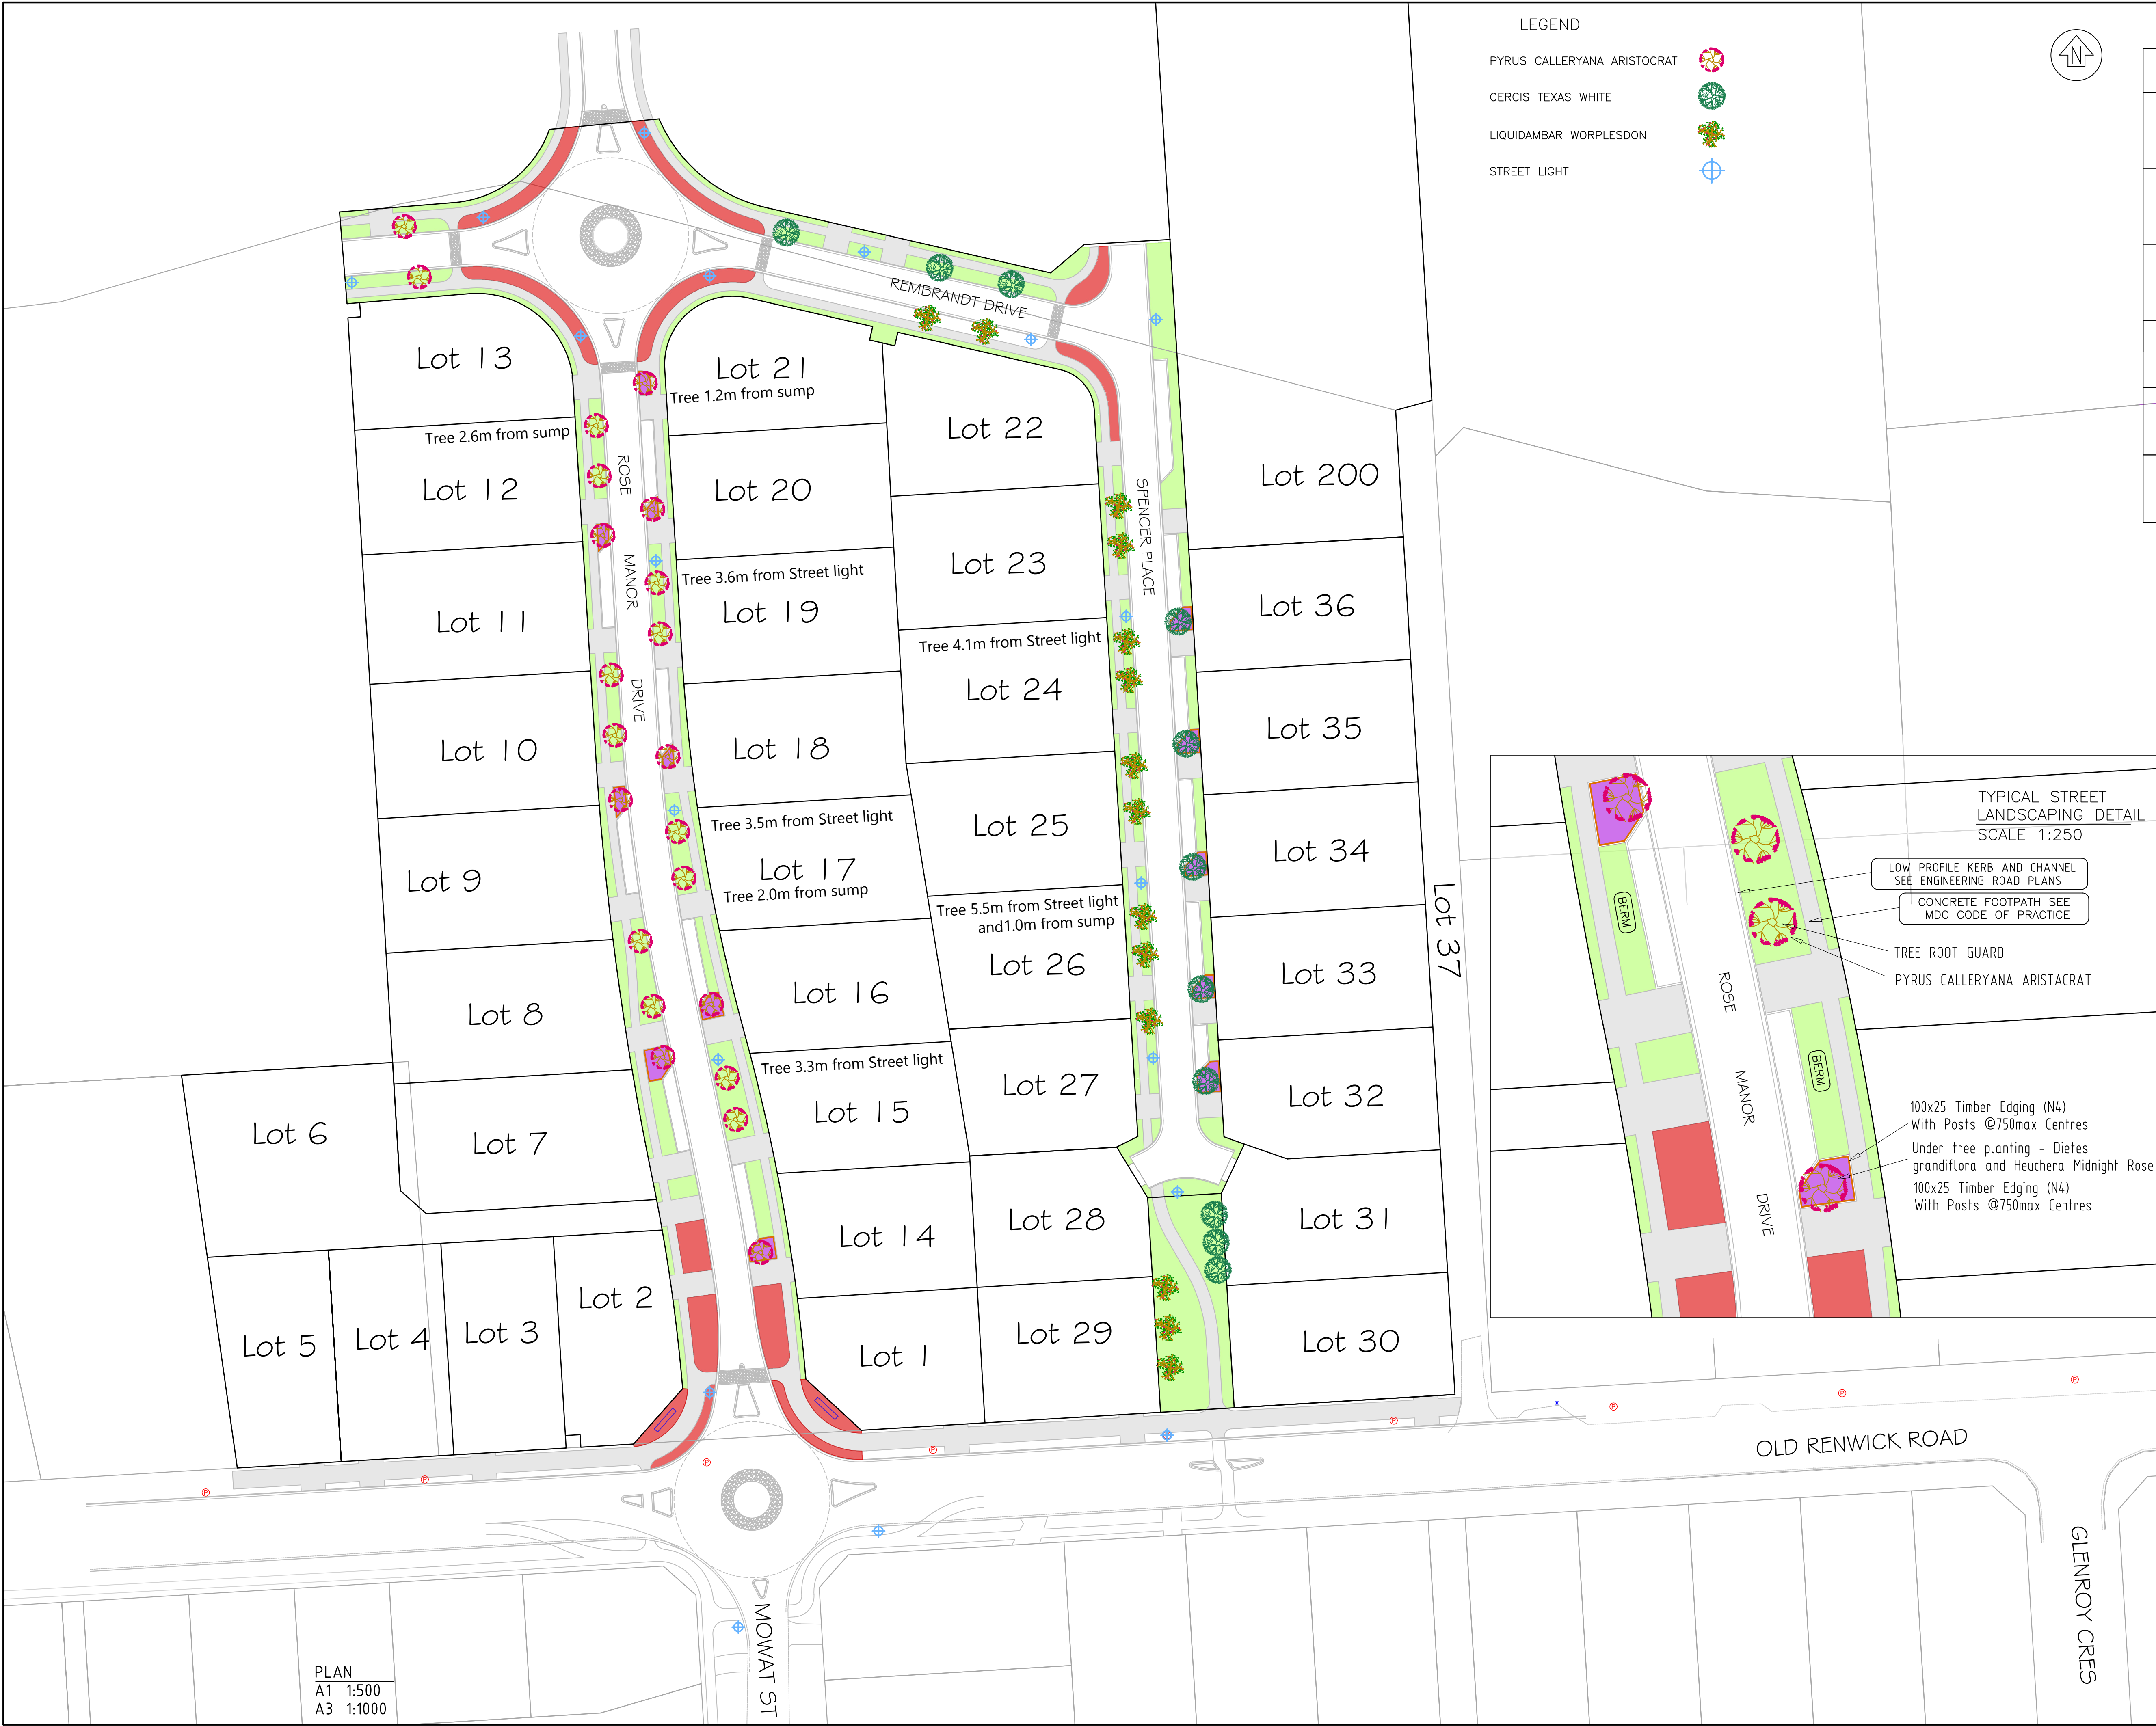 LEGEND
PYRUS CALLERYANA ARISTOCRAT
CERCIS TEXAS WHITE
LIQUIDAMBAR WORPLESDON
STREET LIGHT
N
REMBRANDT DRIVE
Lot 13
Lot 21
Tree 1.2m from sump
Tree 2.6m from sump
Lot 12
ROSE
MANOR
DRIVE
Lot 20
Lot 22
SPENCER PLACE
Lot 200
Lot 11
Tree 3.6m from Street light
Lot 19
Lot 23
Lot 36
Tree 4.1m from Street light
Lot 24
Lot 10
Lot 18
Lot 35
Tree 3.5m from Street light
Lot 17
Tree 2.0m from sump
Lot 25
Lot 34
Lot 9
Tree 5.5m from Street light
and1.0m from sump
Lot 26
Lot 33
Lot 37
Lot 8
Lot 16
Tree 3.3m from Street light
Lot 15
Lot 27
Lot 32
Lot 6
Lot 7
Lot 14
Lot 28
Lot 31
Lot 5
Lot 4
Lot 3
Lot 2
Lot 1
Lot 29
Lot 30
TYPICAL STREET
LANDSCAPING DETAIL
SCALE 1:250
LOW PROFILE KERB AND CHANNEL
SEE ENGINEERING ROAD PLANS
CONCRETE FOOTPATH SEE
MDC CODE OF PRACTICE
TREE ROOT GUARD
PYRUS CALLERYANA ARISTACRAT
BERM
ROSE
MANOR
DRIVE
BERM
100x25 Timber Edging (N4)
With Posts @750max Centres
Under tree planting - Dietes
grandiflora and Heuchera Midnight Rose
100x25 Timber Edging (N4)
With Posts @750max Centres
P
P
P
P
P
P
P
P
OLD RENWICK ROAD
GLENROY CRES
MOWAT ST
PLAN
A1 1:500
A3 1:1000